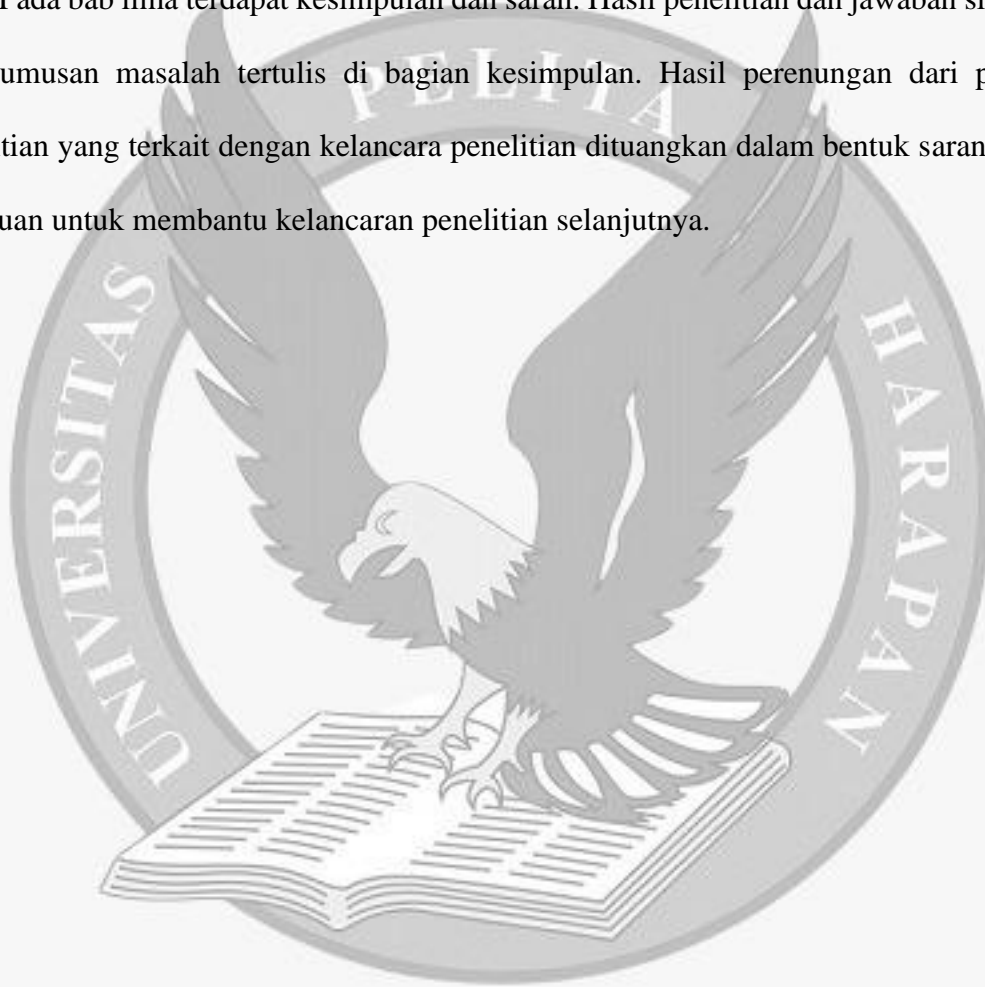 Pada bab lima terdapat kesimpulan dan saran. Hasil penelitian dan jawaban
umusan masalah tertulis di bagian kesimpulan. Hasil perenungan dari p
tian yang terkait dengan kelancara penelitian dituangkan dalam bentuk saran
uan untuk membantu kelancaran penelitian selanjutnya.
UNIVERSITAS PELITA HARAPAN